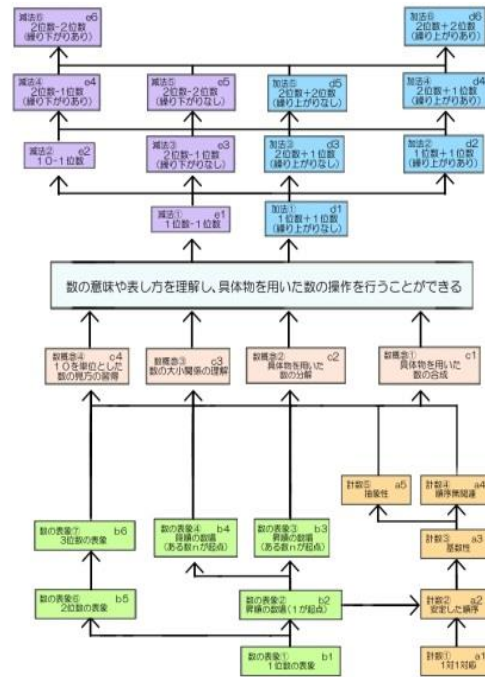 減法⑥ e6
2位数-2位数
(繰り下がりあり)
加法⑥ d6
2位数+2位数
(繰り上がりあり)
減法④ e4
2位数-1位数
(繰り下がりあり)
減法⑤ e5
2位数-2位数
(繰り下がりなし)
加法⑤ d5
2位数+2位数
(繰り上がりなし)
加法④ d4
2位数+1位数
(繰り上がりあり)
減法② e2
10-1位数
減法③ e3
2位数-1位数
(繰り下がりなし)
加法③ d3
2位数+1位数
(繰り上がりなし)
加法② d2
1位数+1位数
(繰り上がりあり)
減法① e1
1位数-1位数
加法① d1
1位数+1位数
(繰り上がりなし)
数の意味や表し方を理解し、具体物を用いた数の操作を行うことができる
数概念④ c4
10を単位とした
数の見方の習得
数概念③ c3
数の大小関係の理解
数概念② c2
具体物を用いた
数の分解
数概念① c1
具体物を用いた
数の合成
計数⑤ a5
抽象性
計数④ a4
順序無関連
数の表象⑦ b6
3位数の表象
数の表象④ b4
降順の数唱
(ある数nが起点)
数の表象③ b3
昇順の数唱
(ある数nが起点)
計数③ a3
基数性
数の表象⑥ b5
2位数の表象
数の表象② b2
昇順の数唱(1が起点)
計数② a2
安定した順序
数の表象① b1
1位数の表象
計数① a1
1対1対応